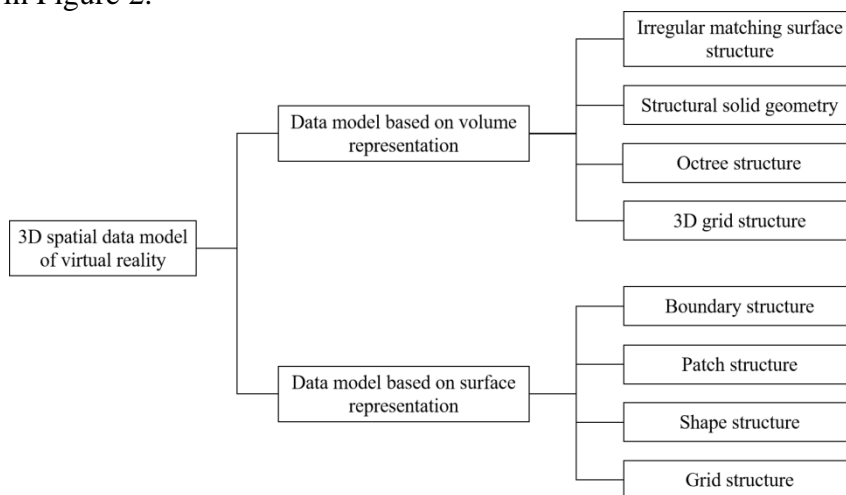 in Figure 2.
Irregular matching surface
structure
Data model based on volume
representation
Structural solid geometry
Octree structure
3D grid structure
3D spatial data model
of virtual reality
Boundary structure
Patch structure
Data model based on surface
representation
Shape structure
Grid structure